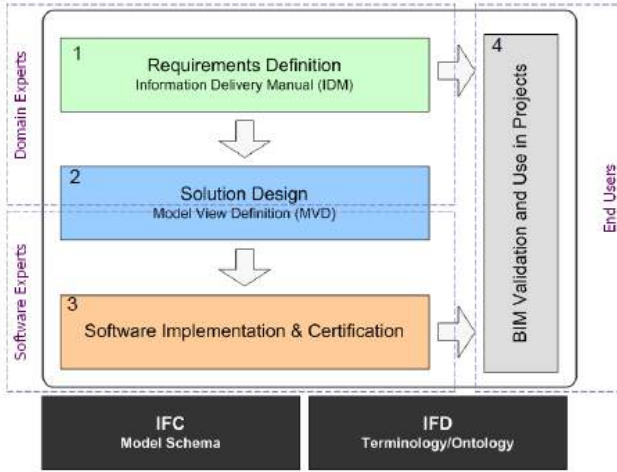 Domain Experts
1
Requirements Definition
Information Delivery Manual (IDM)
2
Solution Design
Model View Definition (MVD)
Software Experts
3
Software Implementation & Certification
4
BIM Validation and Use in Projects
End Users
IFC
Model Schema
IFD
Terminology/Ontology